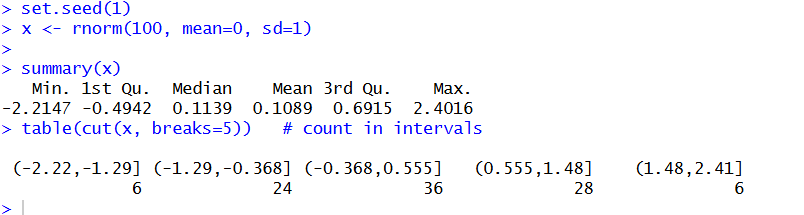 > set.seed(1)
> x <- rnorm(100, mean=0, sd=1)
>
> summary(x)
   Min. 1st Qu.  Median    Mean 3rd Qu.    Max.
-2.2147 -0.4942  0.1139  0.1089  0.6915  2.4016
> table(cut(x, breaks=5))   # count in intervals

 (-2.22,-1.29] (-1.29,-0.368] (-0.368,0.555]   (0.555,1.48]    (1.48,2.41]
             6             24             36             28              6
>